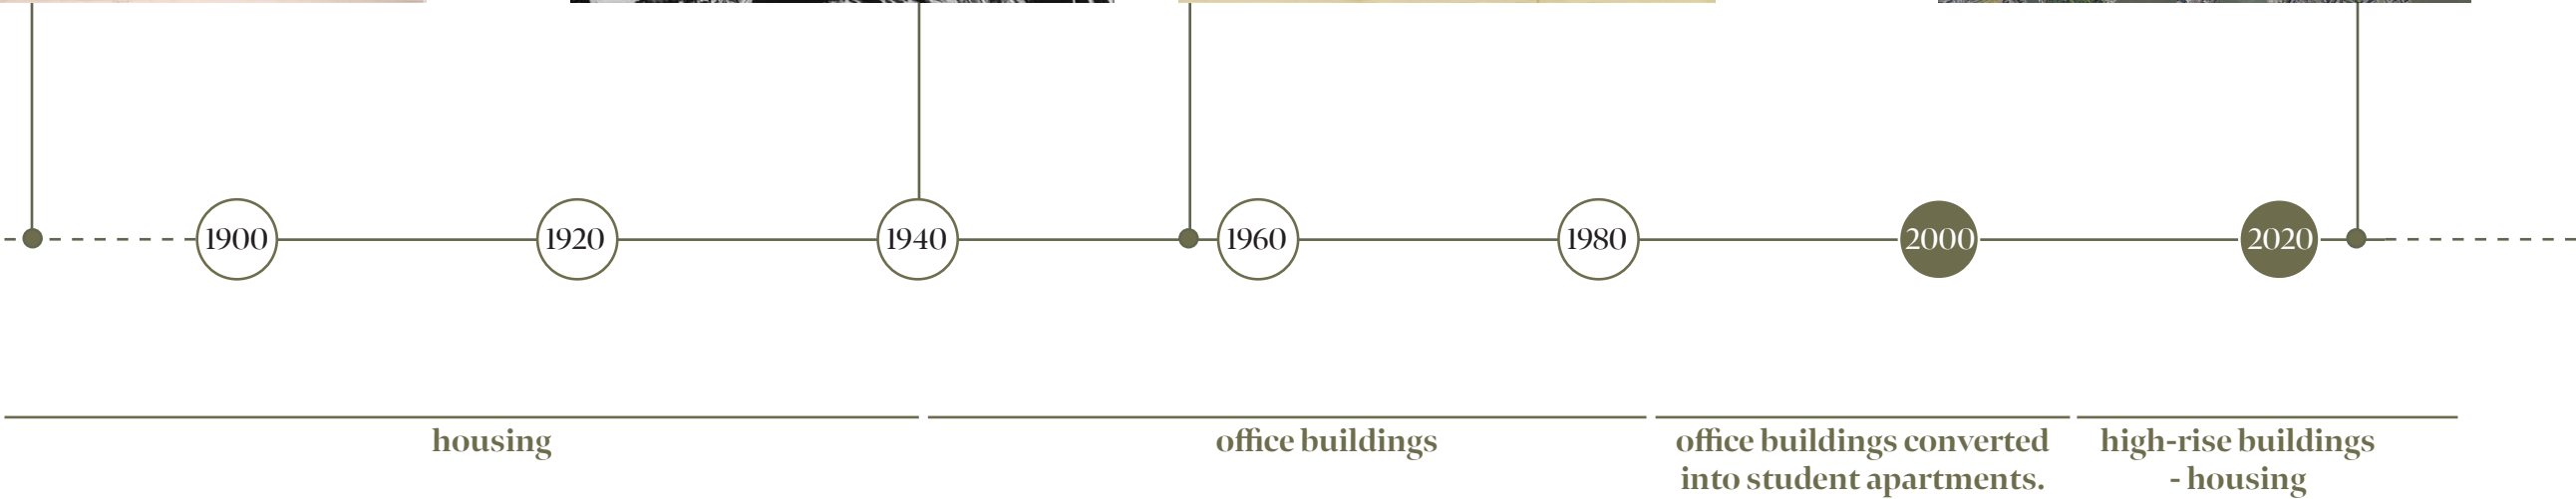 1900 1920 1940 1960 1980 2000 2020
housing
office buildings
office buildings converted
into student apartments.
high-rise buildings
- housing